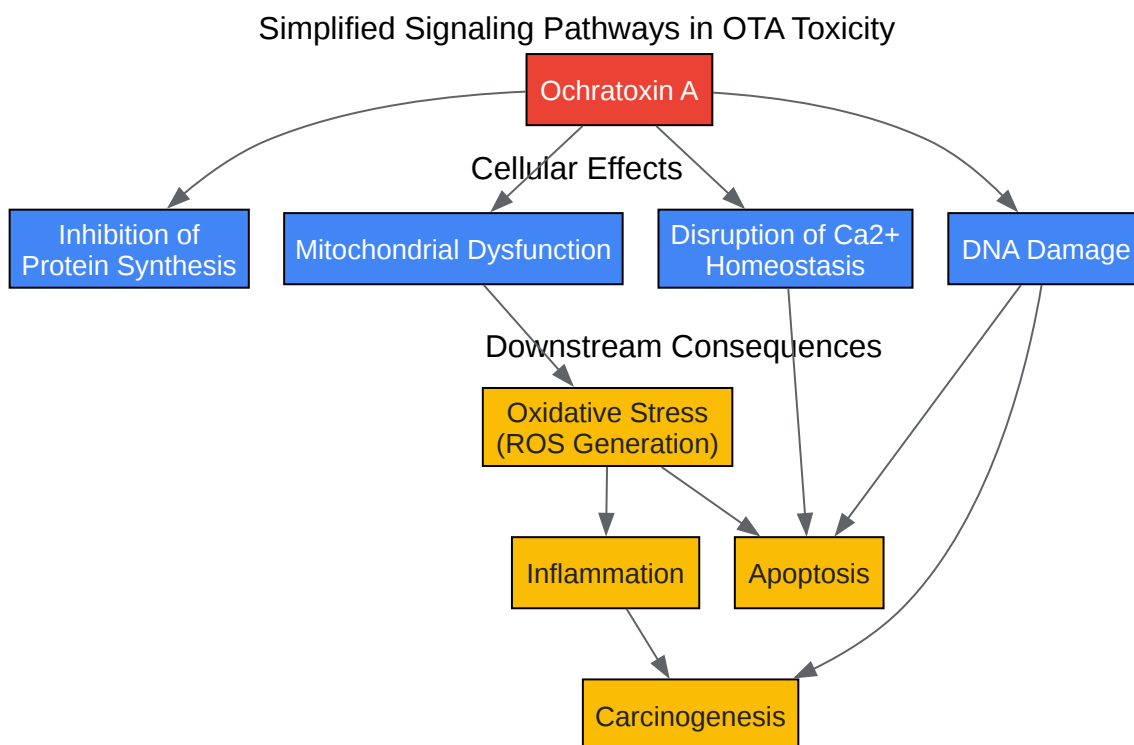 Simplified Signaling Pathways in OTA Toxicity
Ochratoxin A
Cellular Effects
Inhibition of
Protein Synthesis
Mitochondrial Dysfunction
Disruption of Ca2+
Homeostasis
DNA Damage
Downstream Consequences
Oxidative Stress
(ROS Generation)
Inflammation
Apoptosis
Carcinogenesis